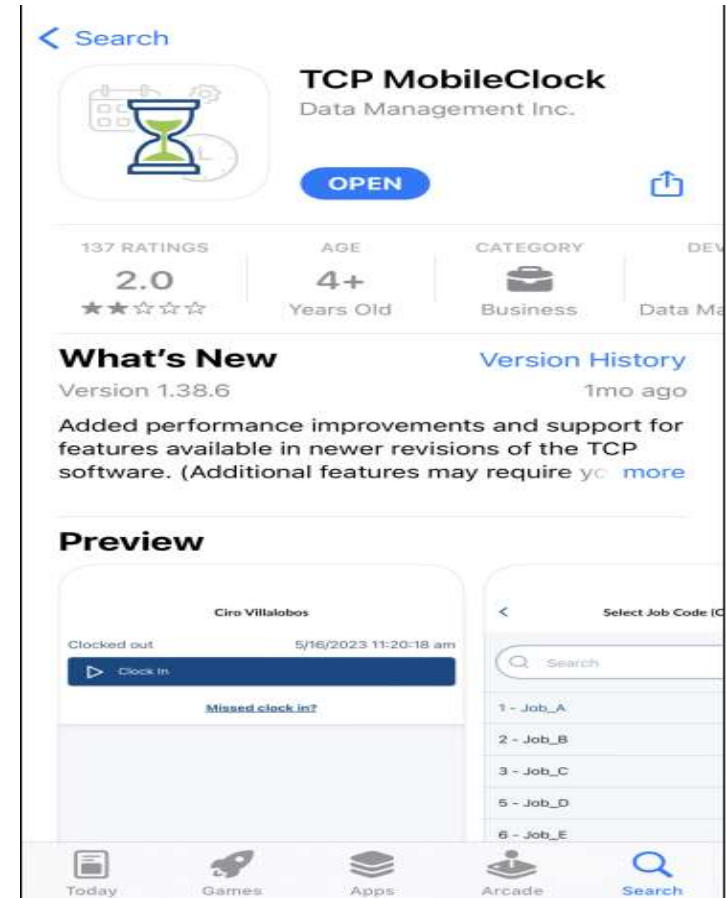 Search
TCP MobileClock
Data Management Inc.
OPEN
137 RATINGS
2.0
AGE
4+
Years Old
CATEGORY
Business
DEV
Data Ma
What's New
Version History
Version 1.38.6
1mo ago
Added performance improvements and support for
features available in newer revisions of the TCP
software. (Additional features may require yo more
Preview
Ciro Villalobos
Clocked out 5/16/2023 11:20:18 am
Clock In
Missed clock in?
Select Job Code (C
Search
1 - Job_A
2 - Job_B
3 - Job_C
5 - Job_D
6 - Job_E
Today
Games
Apps
Arcade
Search